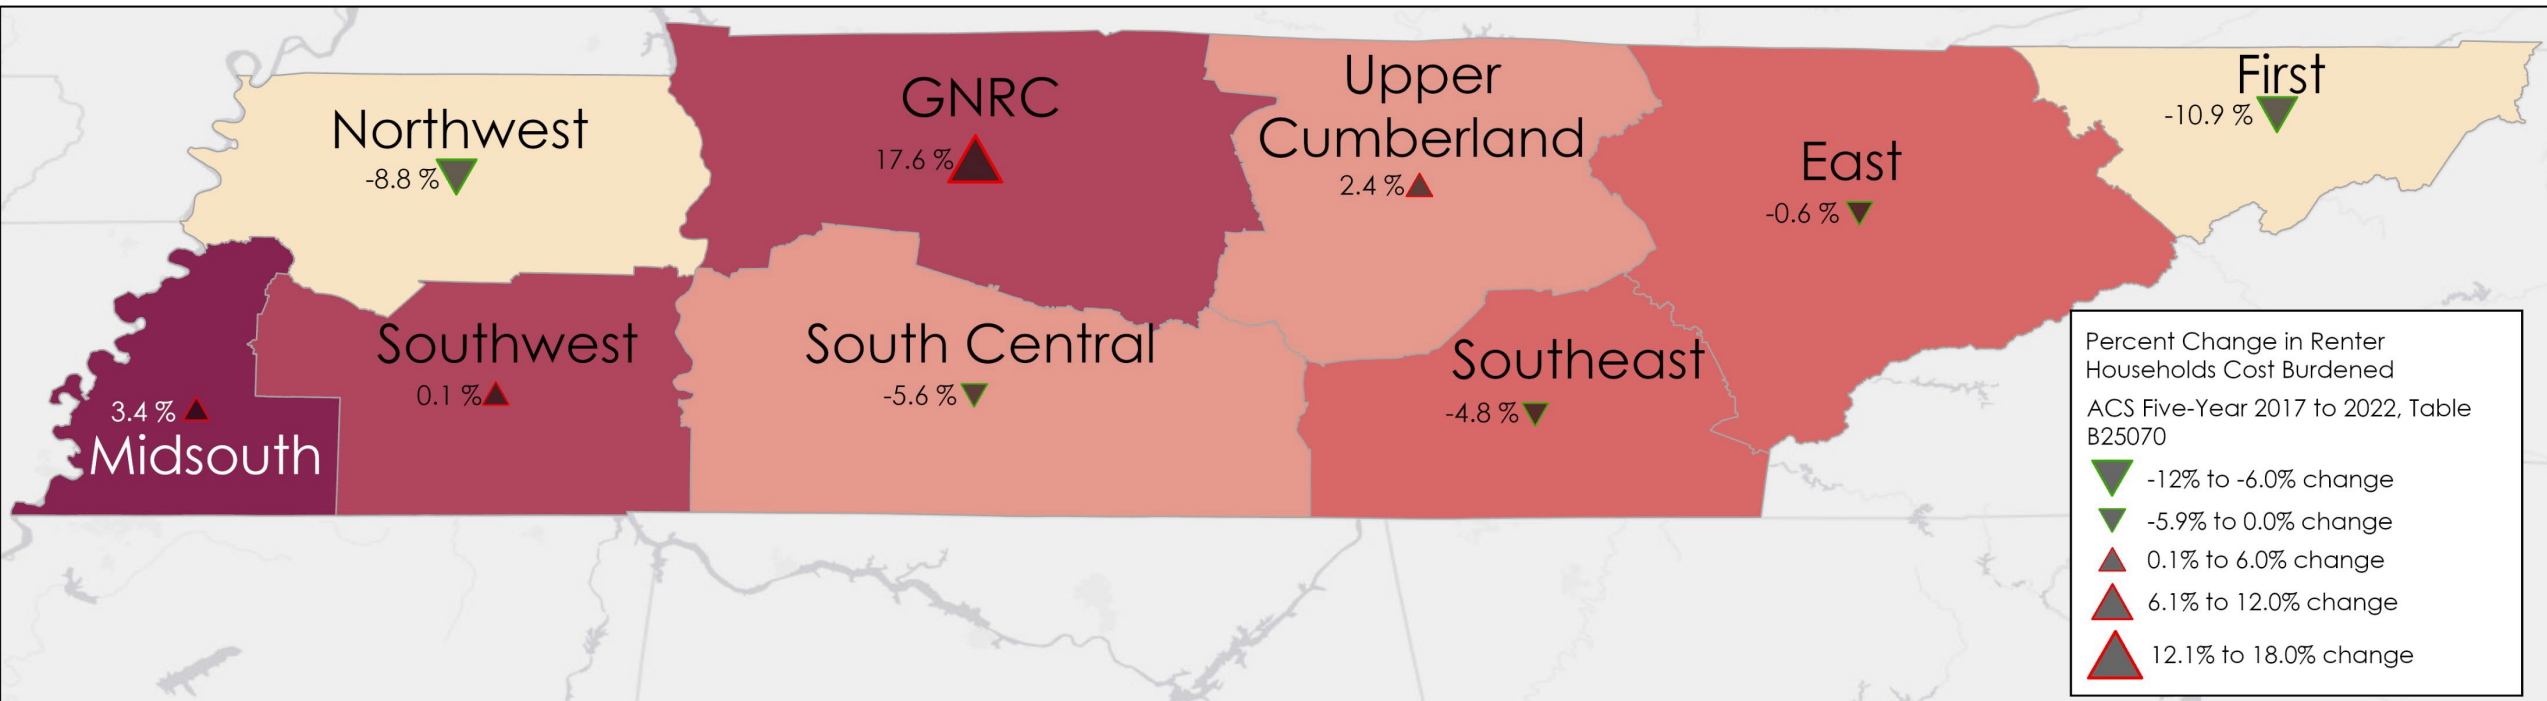 Northwest
-8.8 %
GNRC
17.6 %
Upper
Cumberland
2.4 %
East
-0.6 %
First
-10.9 %
3.4 %
Midsouth
Southwest
0.1 %
South Central
-5.6 %
Southeast
-4.8 %
Percent Change in Renter
Households Cost Burdened
ACS Five-Year 2017 to 2022, Table
B25070
-12% to -6.0% change
-5.9% to 0.0% change
0.1% to 6.0% change
6.1% to 12.0% change
12.1% to 18.0% change